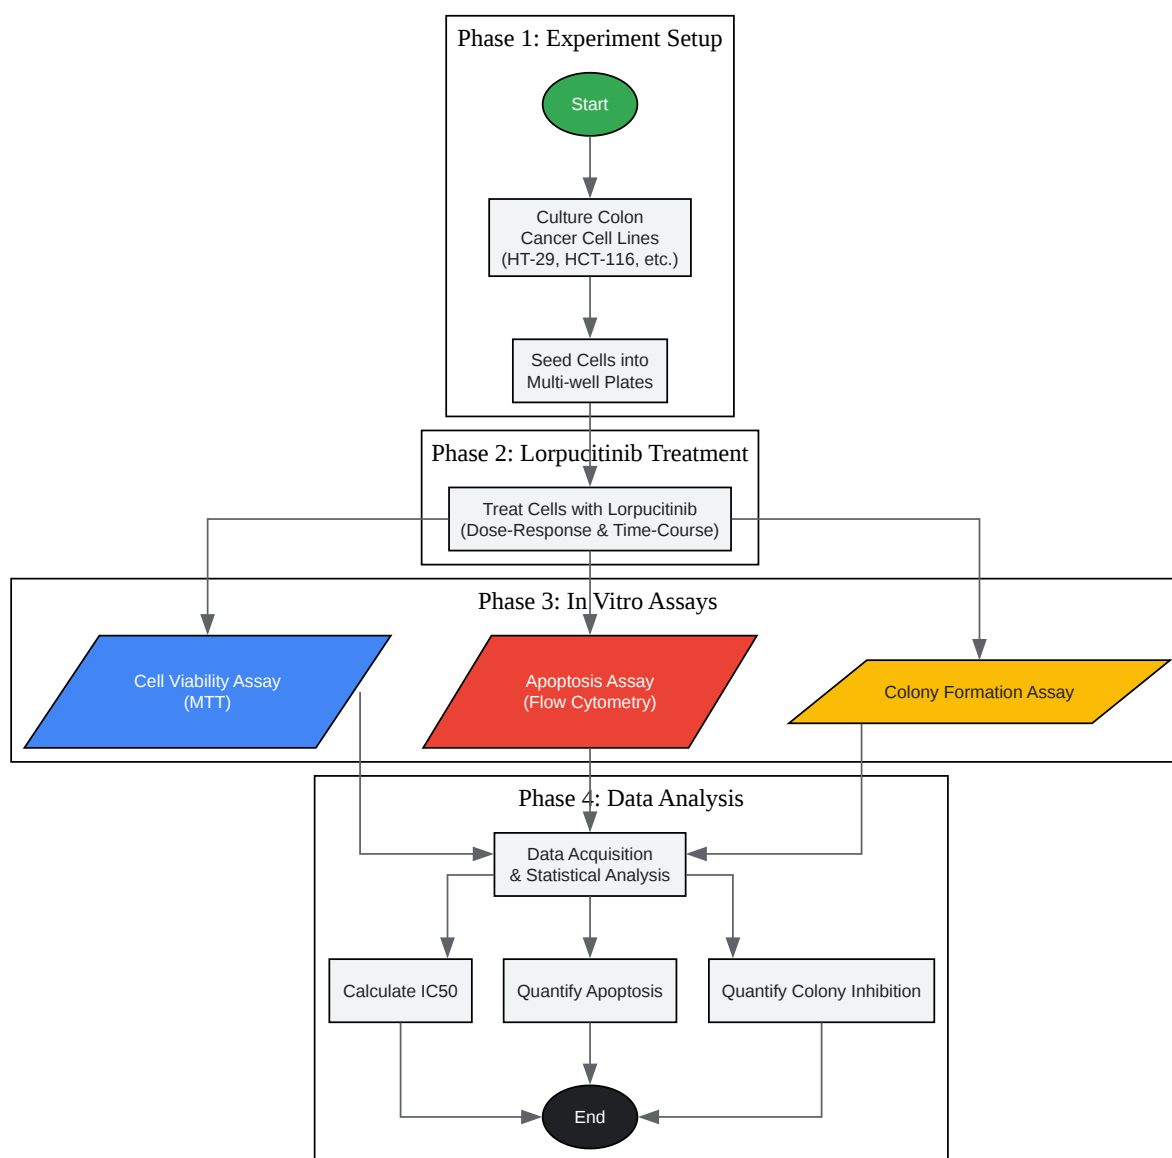 Phase 1: Experiment Setup
Start
Culture Colon
Cancer Cell Lines
(HT-29, HCT-116, etc.)
Seed Cells into
Multi-well Plates
Phase 2: Lorpucitinib Treatment
Treat Cells with Lorpucitinib
(Dose-Response & Time-Course)
Phase 3: In Vitro Assays
Cell Viability Assay
(MTT)
Apoptosis Assay
(Flow Cytometry)
Colony Formation Assay
Phase 4: Data Analysis
Data Acquisition
& Statistical Analysis
Calculate IC50
Quantify Apoptosis
Quantify Colony Inhibition
End